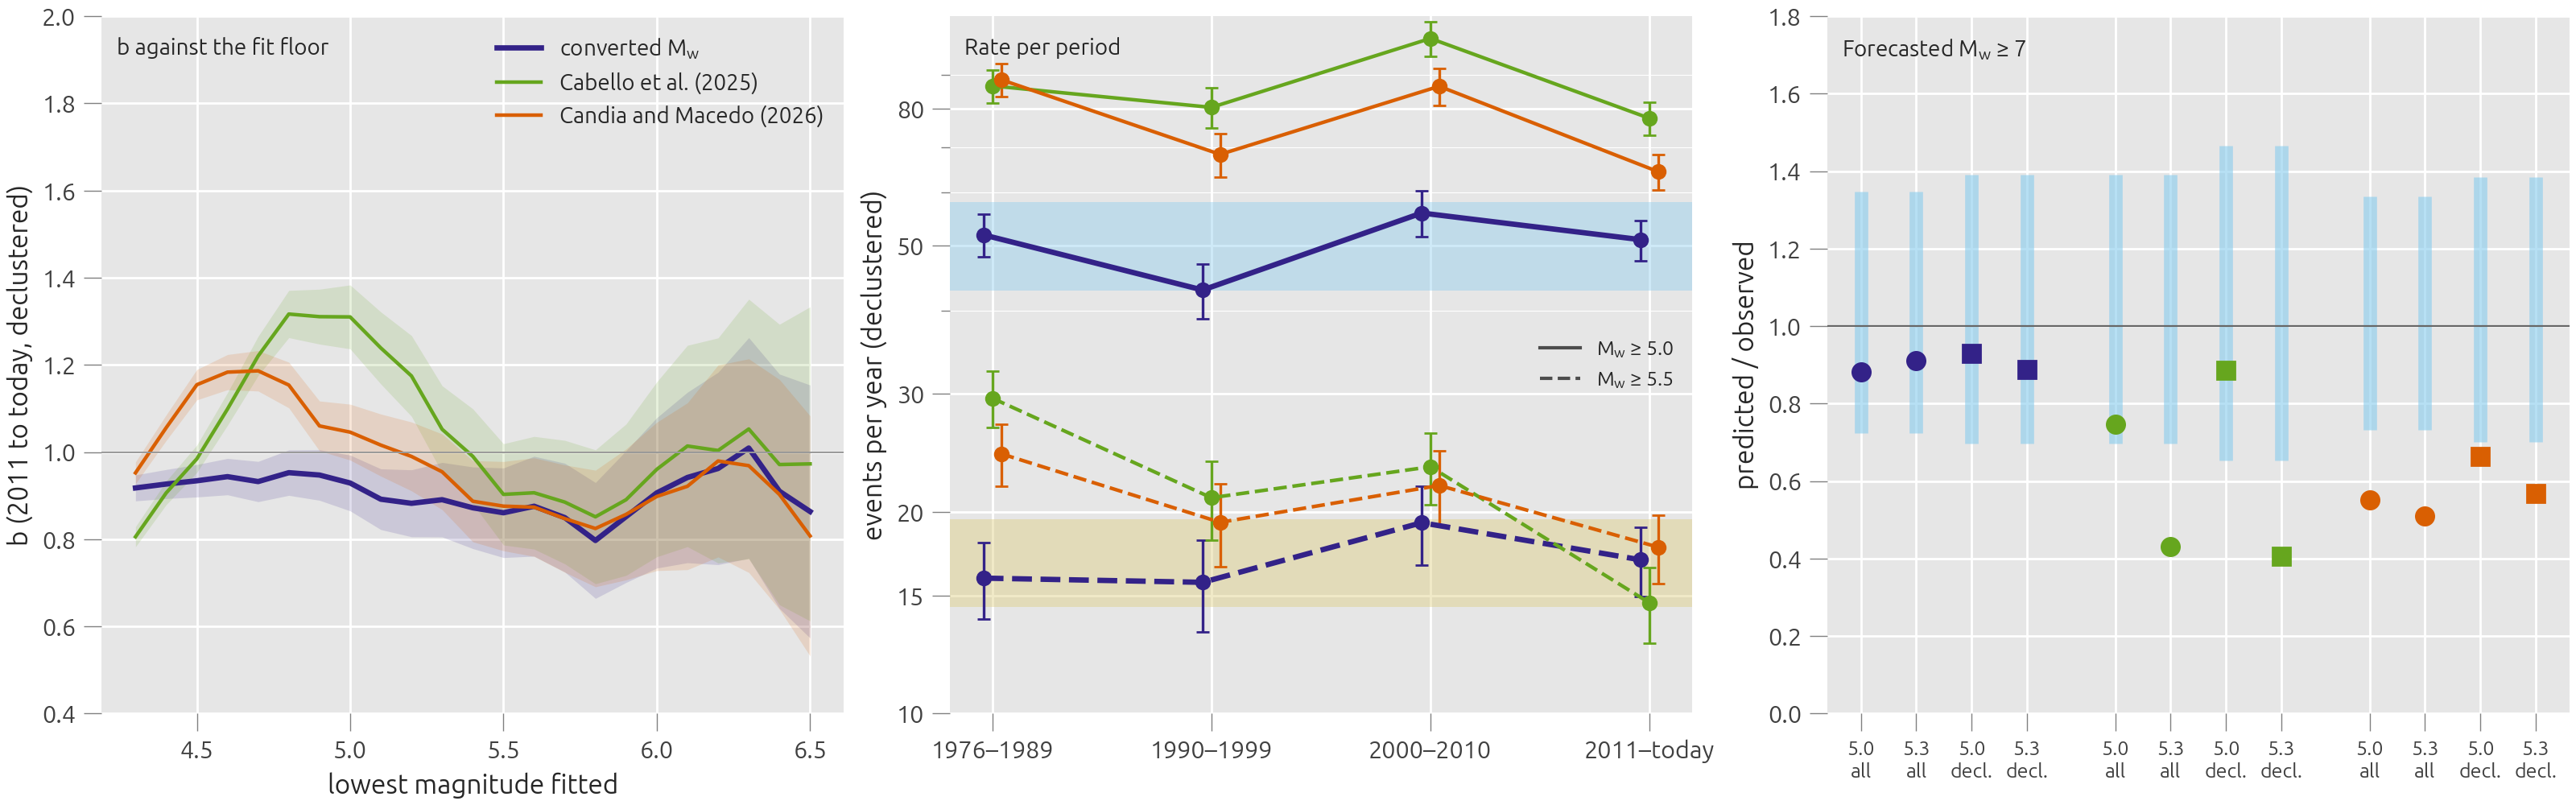 b against the fit floor
converted Mw
Cabello et al. (2025)
Candia and Macedo (2026)
b (2011 to today, declustered)
2.0
1.8
1.6
1.4
1.2
1.0
0.8
0.6
0.4
4.5 5.0 5.5 6.0 6.5
lowest magnitude fitted
Rate per period
events per year (declustered)
80
50
30
20
15
10
Mw ≥ 5.0
Mw ≥ 5.5
1976–1989 1990–1999 2000–2010 2011–today
Forecasted Mw ≥ 7
predicted / observed
1.8
1.6
1.4
1.2
1.0
0.8
0.6
0.4
0.2
0.0
5.0 5.3 5.0 5.3 5.0 5.3 5.0 5.3 5.0 5.3 5.0 5.3
all all decl. decl. all all decl. decl. all all decl. decl.